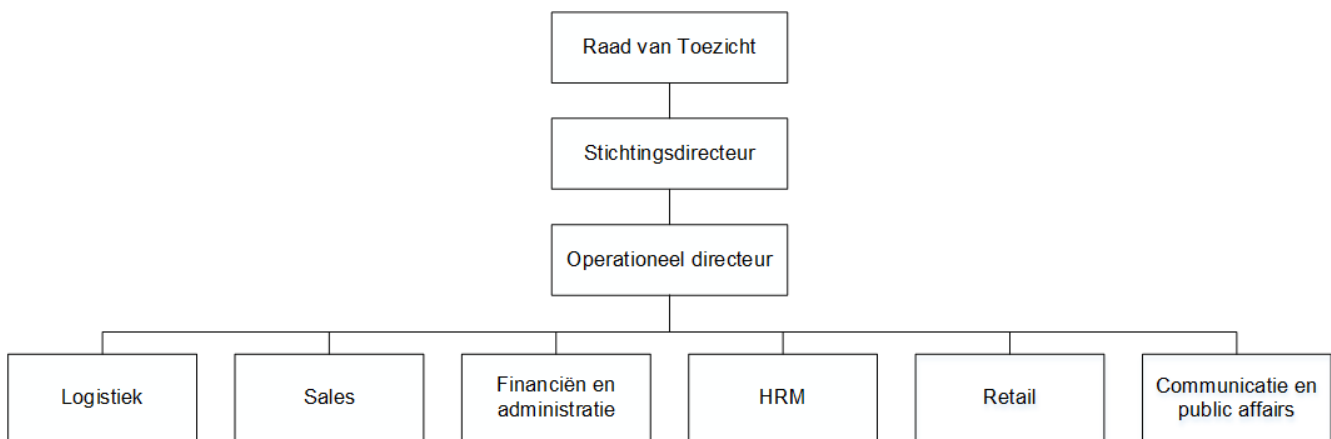 Raad van Toezicht
Stichtingsdirecteur
Operationeel directeur
Logistiek
Sales
Financiën en
administratie
HRM
Retail
Communicatie en
public affairs